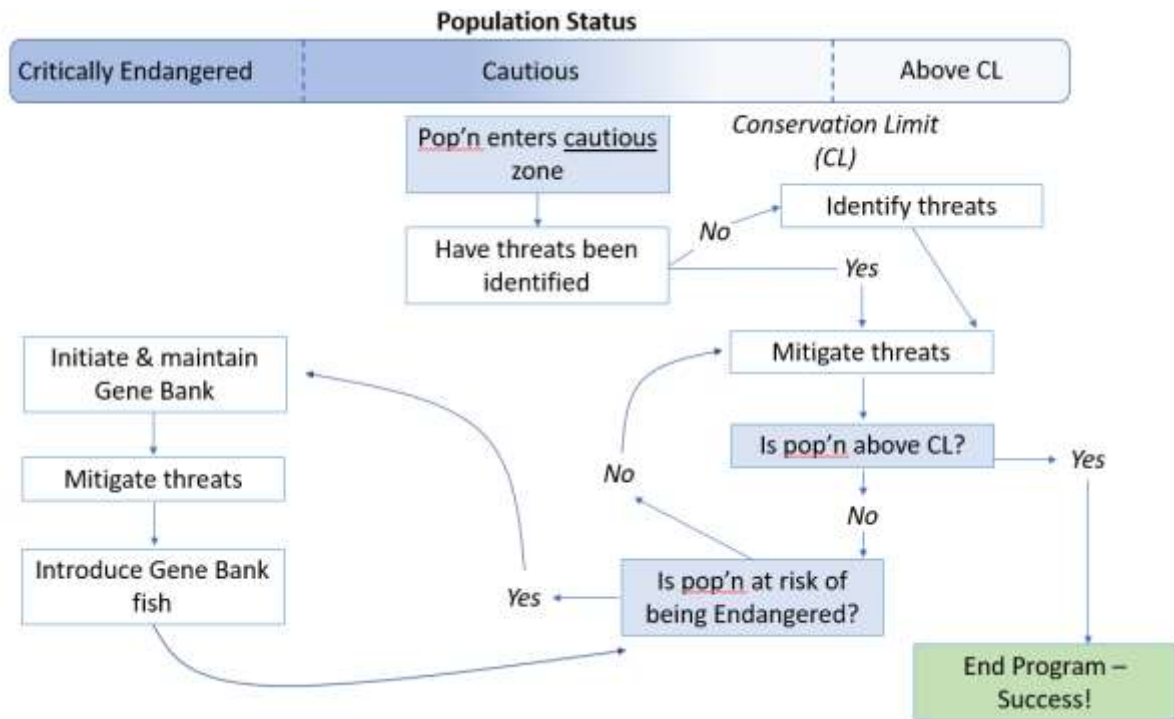 Population Status
Critically Endangered
Cautious
Above CL
Pop'n enters cautious
zone
Conservation Limit
(CL)
Identify threats
No
Have threats been
identified
Yes
Initiate & maintain
Gene Bank
Mitigate threats
Mitigate threats
Is pop'n above CL?
Yes
No
No
Introduce Gene Bank
fish
Yes
Is pop'n at risk of
being Endangered?
End Program –
Success!